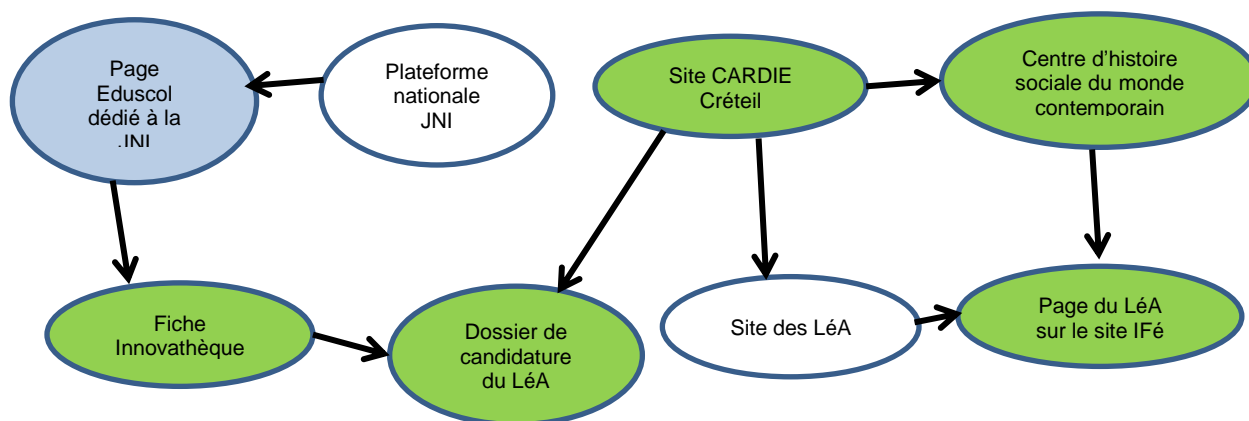 Page
Eduscol
dédié à la
JNI
Plateforme
nationale
JNI
Site CARDIE
Créteil
Centre d'histoire
sociale du monde
contemporain
Fiche
Innovathèque
Dossier de
candidature
du LéA
Site des LéA
Page du LéA
sur le site IFé